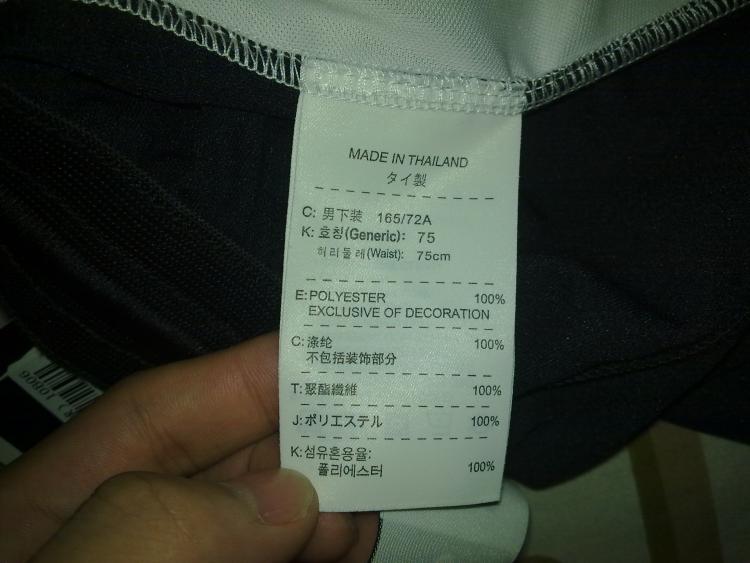 MADE IN THAILAND
タイ製
C: 男下装 165/72A
K: 호칭(Generic): 75
허리둘레(Waist): 75cm
E:POLYESTER 100%
EXCLUSIVE OF DECORATION
C:涤纶 100%
不包括装饰部分
T:聚酯纖維 100%
J:ポリエステル 100%
K:섬유혼용율:
폴리에스터 100%